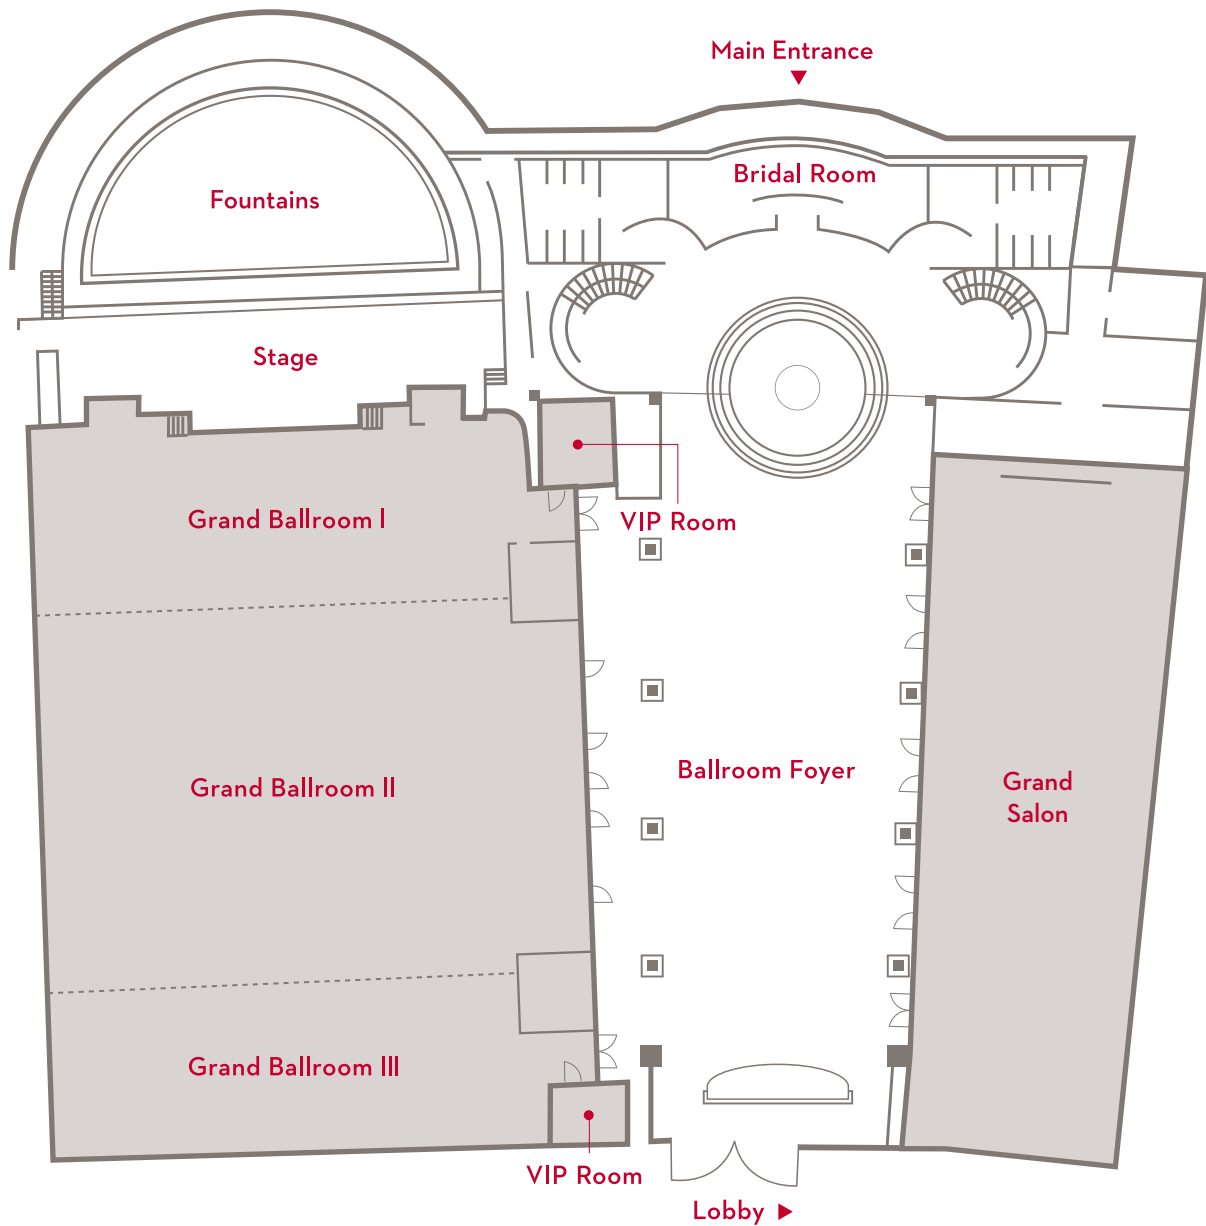 Main Entrance
Bridal Room
Fountains
Stage
Grand Ballroom I
VIP Room
Grand Ballroom II
Ballroom Foyer
Grand
Salon
Grand Ballroom III
VIP Room
Lobby